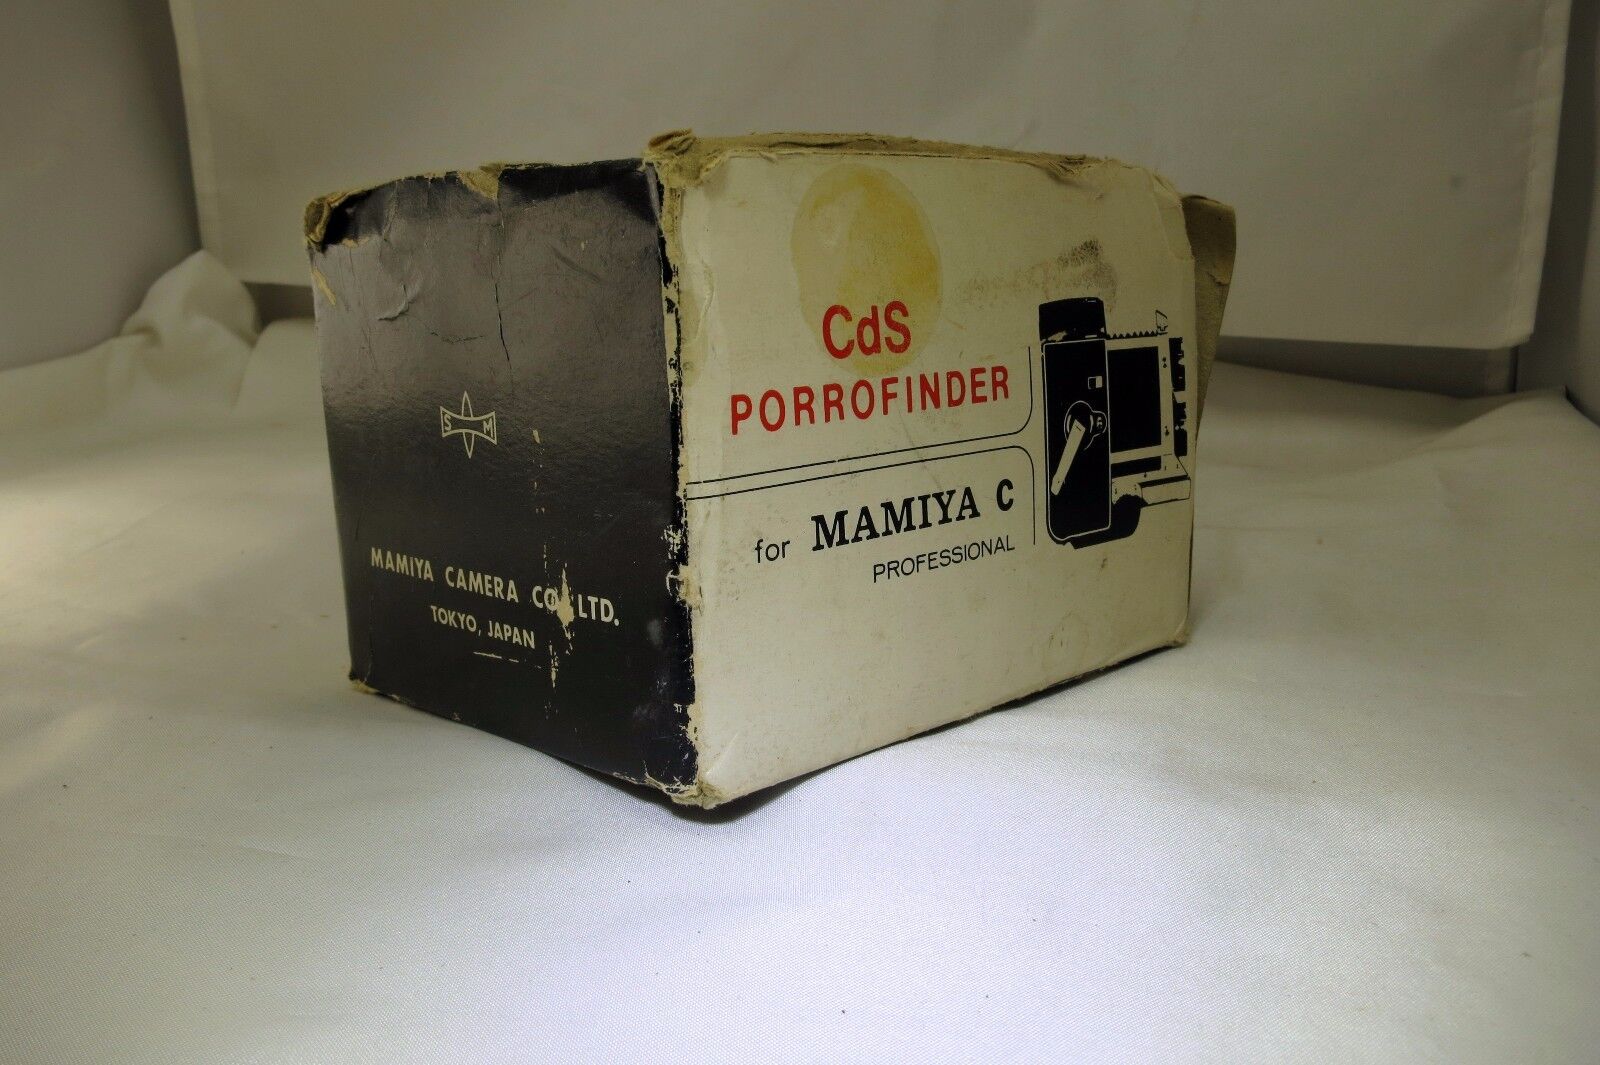 S M
MAMIYA CAMERA CO., LTD.
TOKYO, JAPAN
CdS
PORROFINDER
for MAMIYA C
PROFESSIONAL